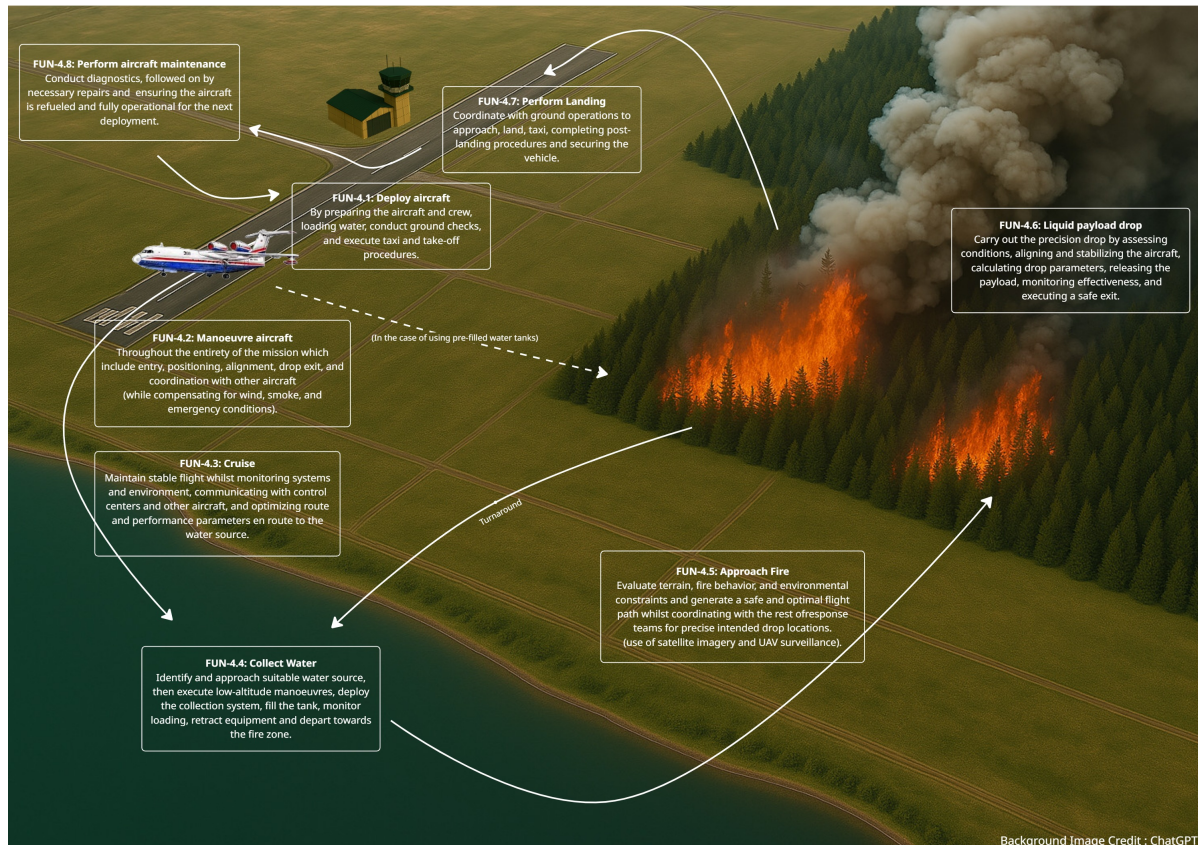 FUN-4.8: Perform aircraft maintenance
Conduct diagnostics, followed on by
necessary repairs and  ensuring the aircraft
is refueled and fully operational for the next
deployment.
FUN-4.7: Perform Landing
Coordinate with ground operations to
approach, land, taxi, completing post-
landing procedures and securing the
vehicle.
FUN-4.1: Deploy aircraft
By preparing the aircraft and crew,
loading water, conduct ground checks,
and execute taxi and take-off
procedures.
FUN-4.6: Liquid payload drop
Carry out the precision drop by assessing
conditions, aligning and stabilizing the aircraft,
calculating drop parameters, releasing the
payload, monitoring effectiveness, and
executing a safe exit.
FUN-4.2: Manoeuvre aircraft
Throughout the entirety of the mission which
include entry, positioning, alignment, drop exit, and
coordination with other aircraft
(while compensating for wind, smoke, and
emergency conditions).
(In the case of using pre-filled water tanks)
FUN-4.3: Cruise
Maintain stable flight whilst monitoring systems
and environment, communicating with control
centers and other aircraft, and optimizing route
and performance parameters en route to the
water source.
Turnaround
FUN-4.5: Approach Fire
Evaluate terrain, fire behavior, and environmental
constraints and generate a safe and optimal flight
path whilst coordinating with the rest ofresponse
teams for precise intended drop locations.
(use of satellite imagery and UAV surveillance).
FUN-4.4: Collect Water
Identify and approach suitable water source,
then execute low-altitude manoeuvres, deploy
the collection system, fill the tank, monitor
loading, retract equipment and depart towards
the fire zone.
Background Image Credit : ChatGPT